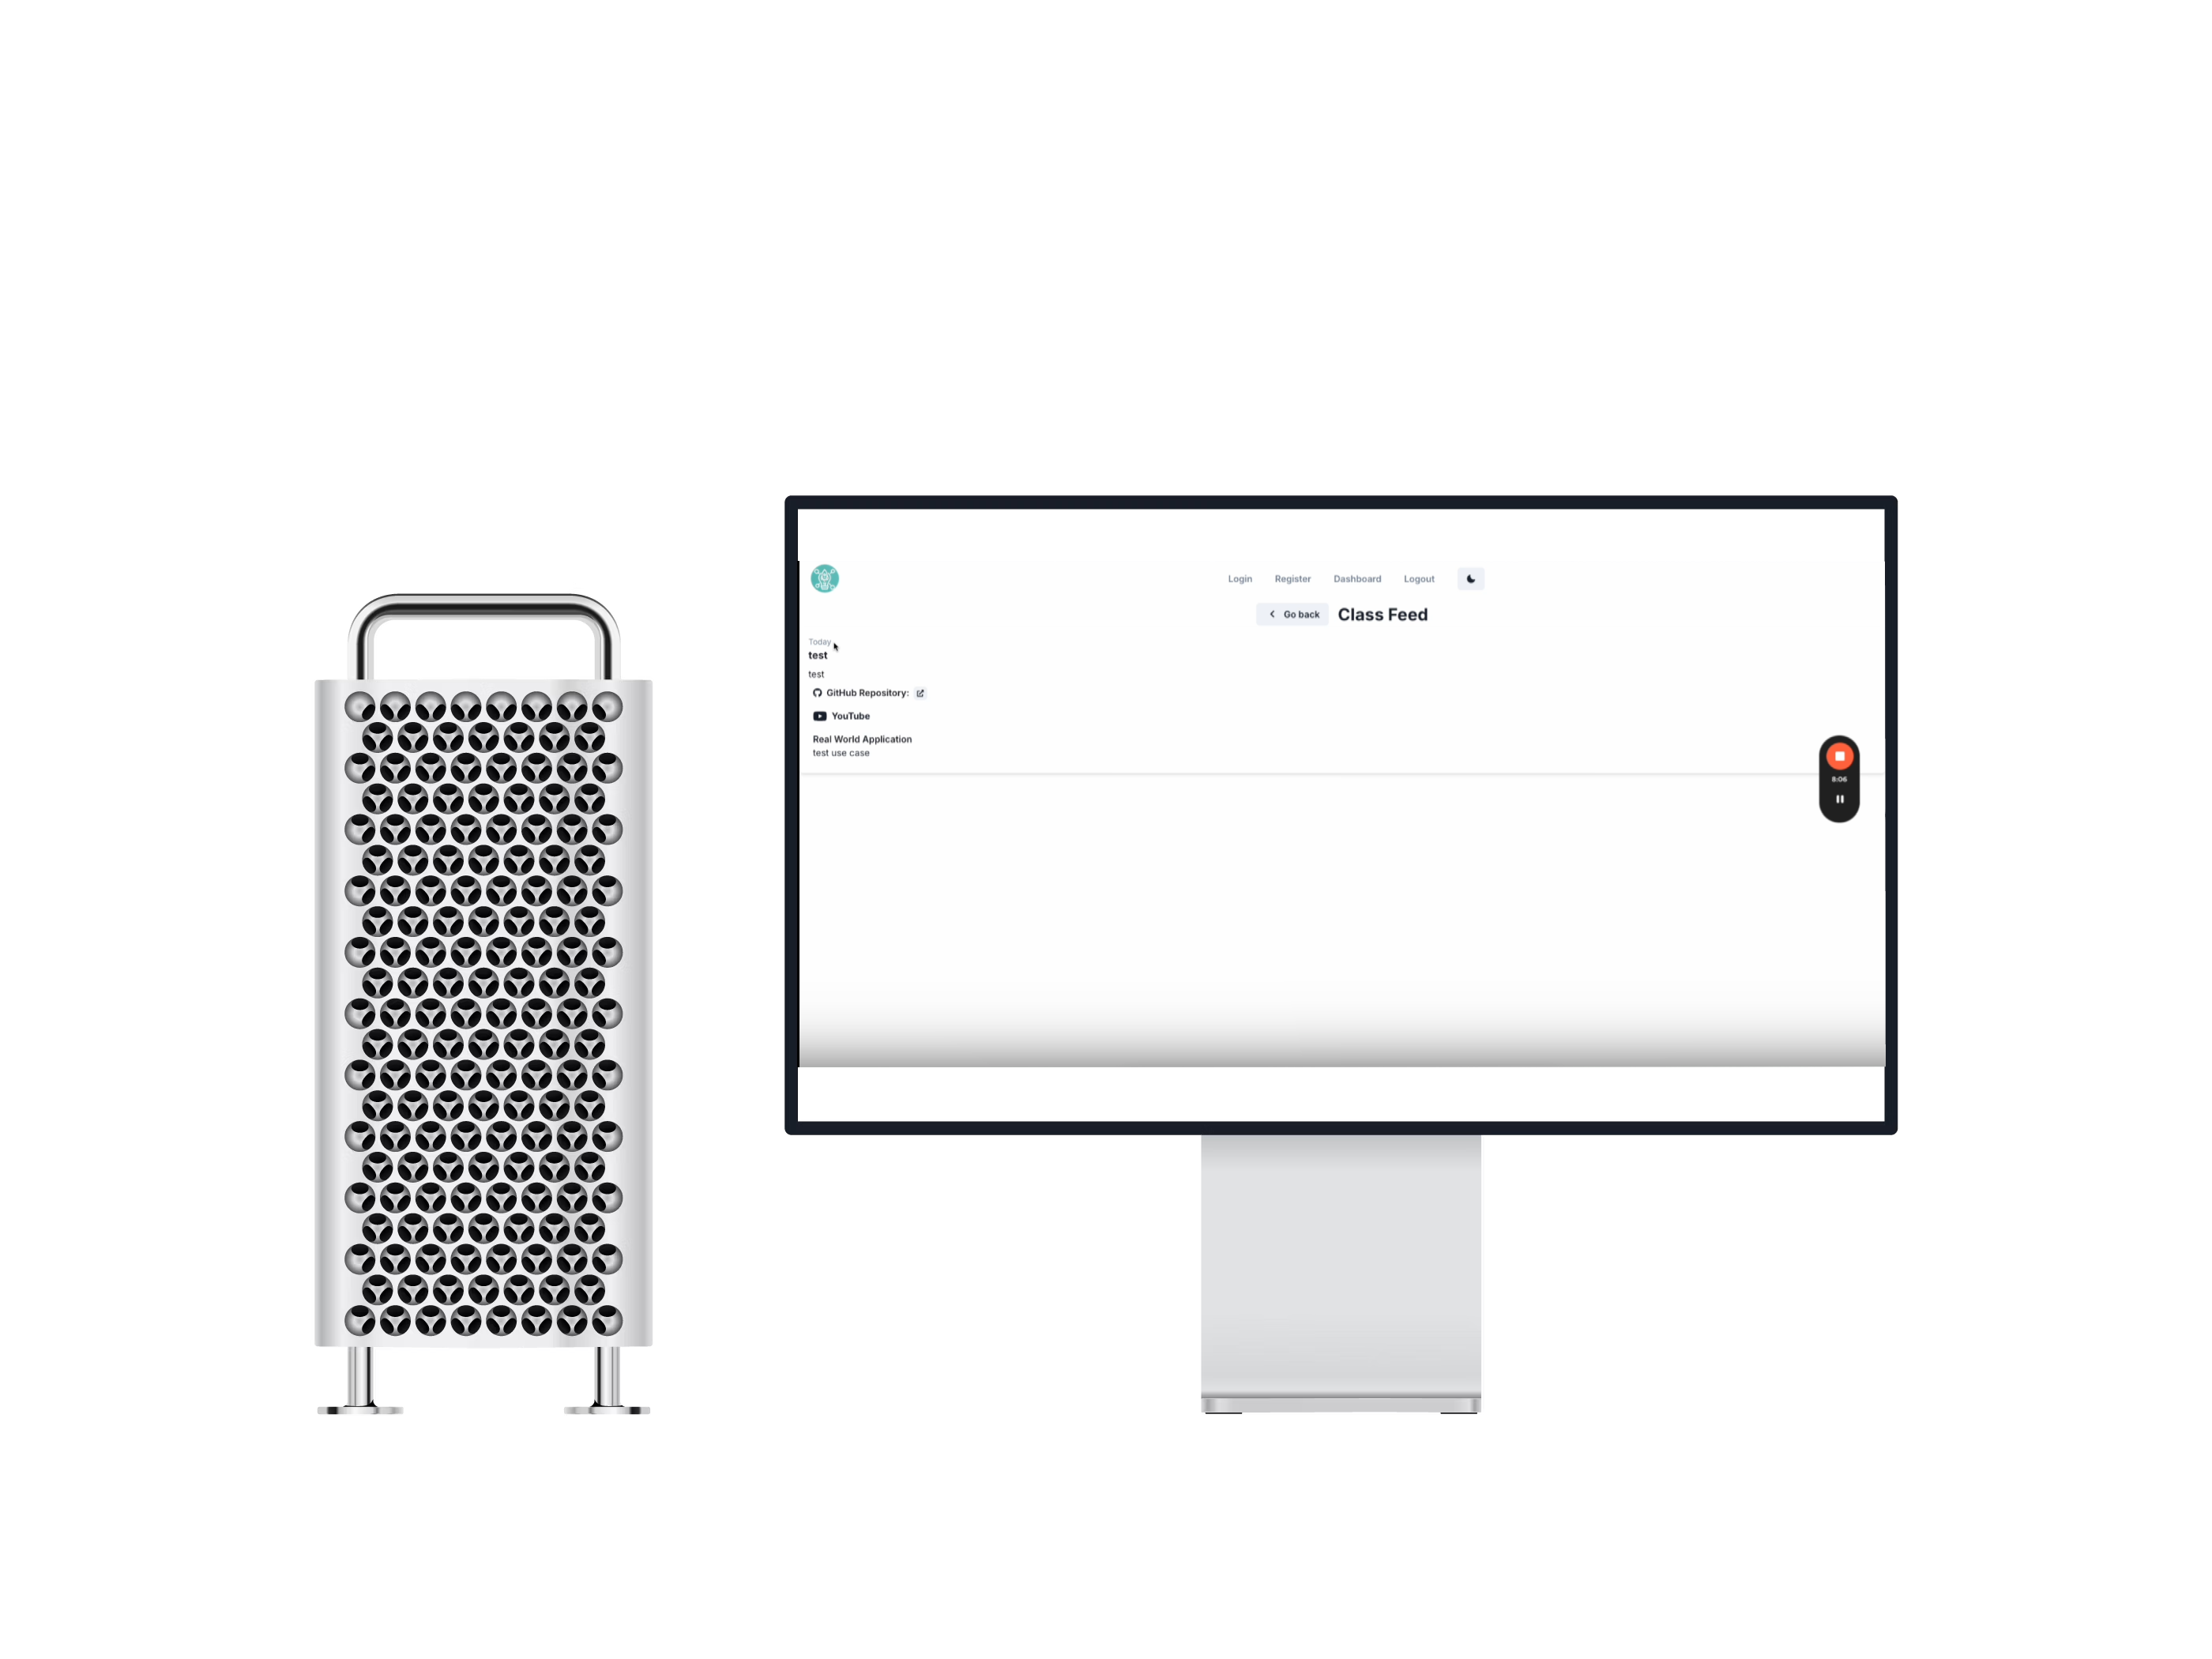 Login Register Dashboard Logout
Go back Class Feed
Today
test
test
GitHub Repository:
YouTube
Real World Application
test use case
8:06